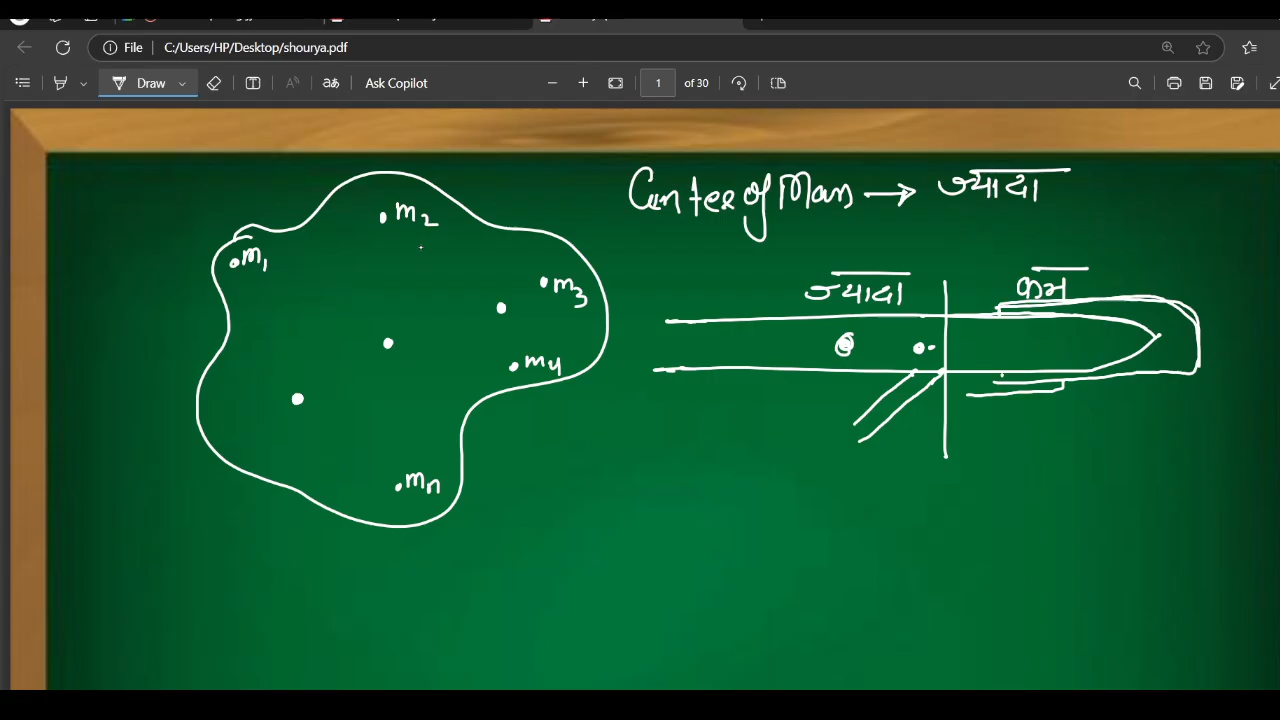 File | C:/Users/HP/Desktop/shourya.pdf
Draw Ask Copilot 1 of 30
Center of Mass → ज्यादा
m1
m2
m3
m4
mn
ज्यादा कम